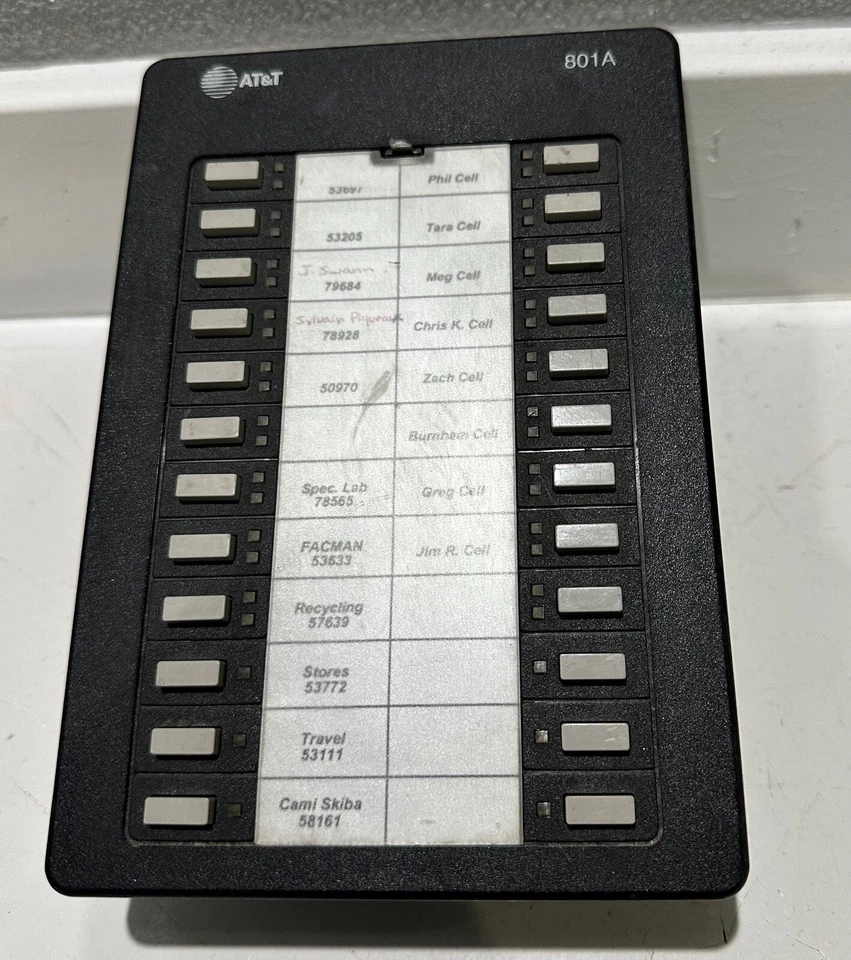 AT&T
801A
Phil Cell
53205
Tara Cell
J. Swann
79684
Meg Cell
Sylvain
78928
Chris K. Cell
50970
Zach Cell
Burnham Cell
Spec. Lab
78565
Greg Cell
FACMAN
53633
Jim R. Cell
Recycling
57639
Stores
53772
Travel
53111
Cami Skiba
58161